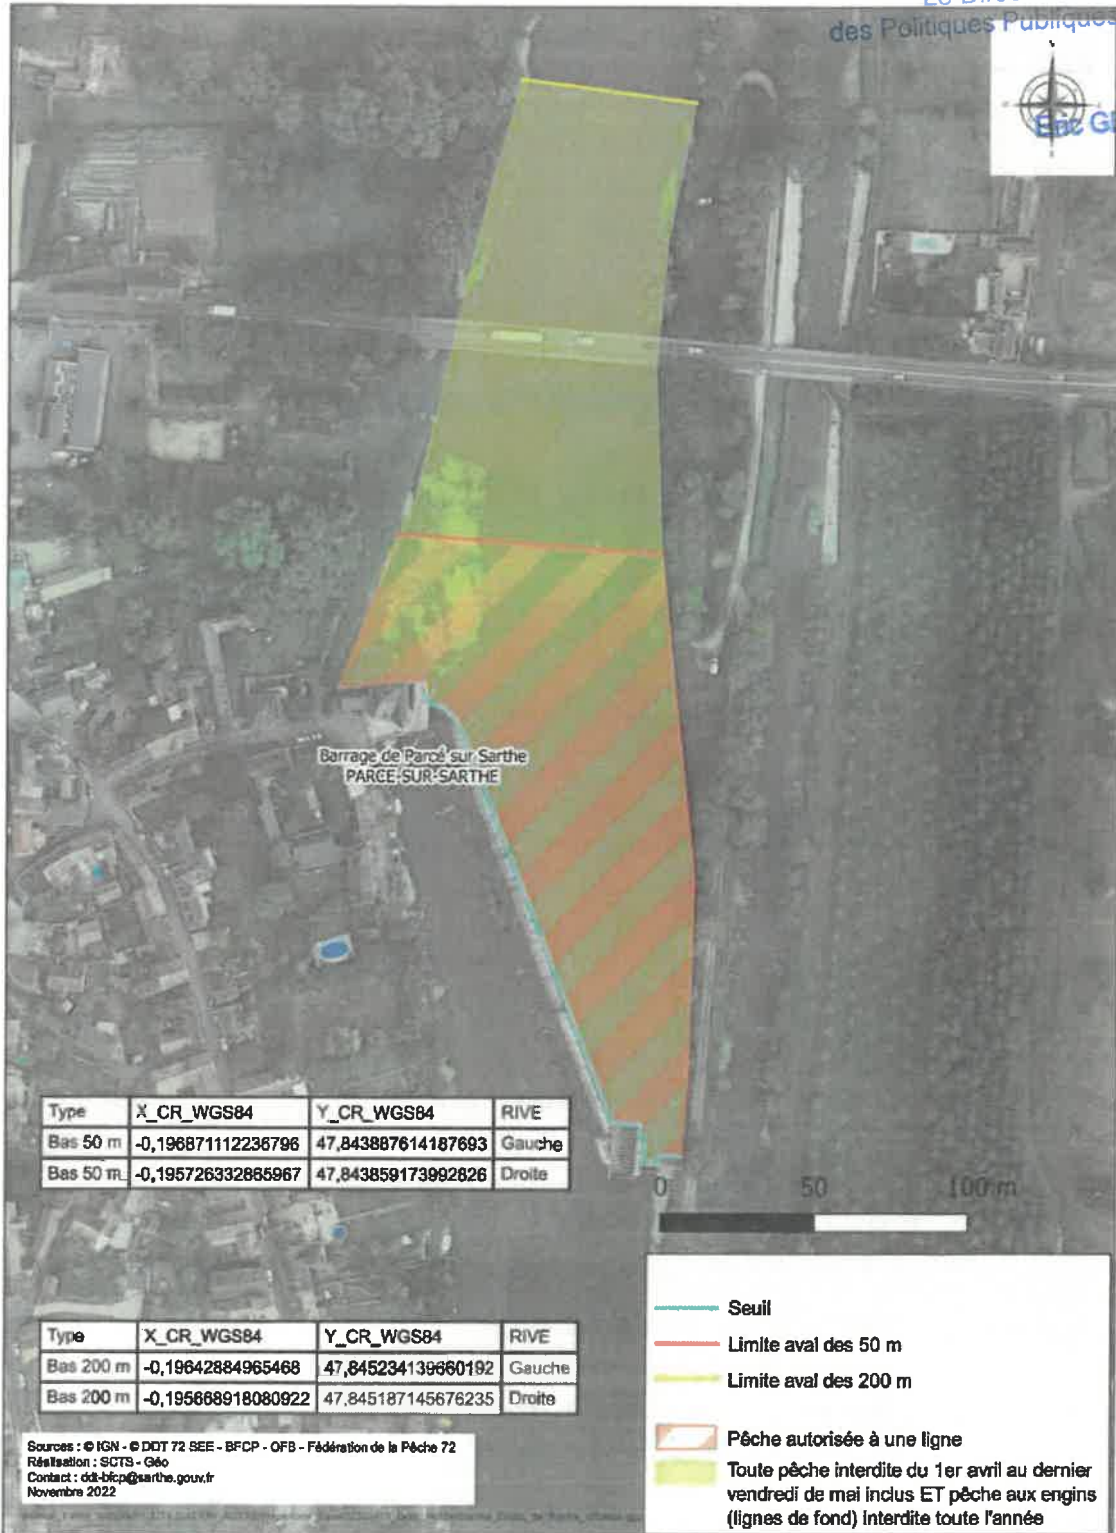 des Politiques Publiques
Eric G
Barrage de Parcé sur Sarthe
PARCE-SUR-SARTHE
Type X_CR_WGS84 Y_CR_WGS84 RIVE
Bas 50 m -0,196871112236796 47,843887614187693 Gauche
Bas 50 m -0,195726332865967 47,843859173992826 Droite
0 50 100 m
Type X_CR_WGS84 Y_CR_WGS84 RIVE
Bas 200 m -0,19642884965468 47,845234139660192 Gauche
Bas 200 m -0,195668918080922 47,845187145676235 Droite
Seuil
Limite aval des 50 m
Limite aval des 200 m
Pêche autorisée à une ligne
Toute pêche interdite du 1er avril au dernier
vendredi de mai inclus ET pêche aux engins
(lignes de fond) interdite toute l'année
Sources : © IGN - © DDT 72 SEE - BFCP - OFB - Fédération de la Pêche 72
Réalisation : SCTS - Géo
Contact : ddt-bfcp@sarthe.gouv.fr
Novembre 2022